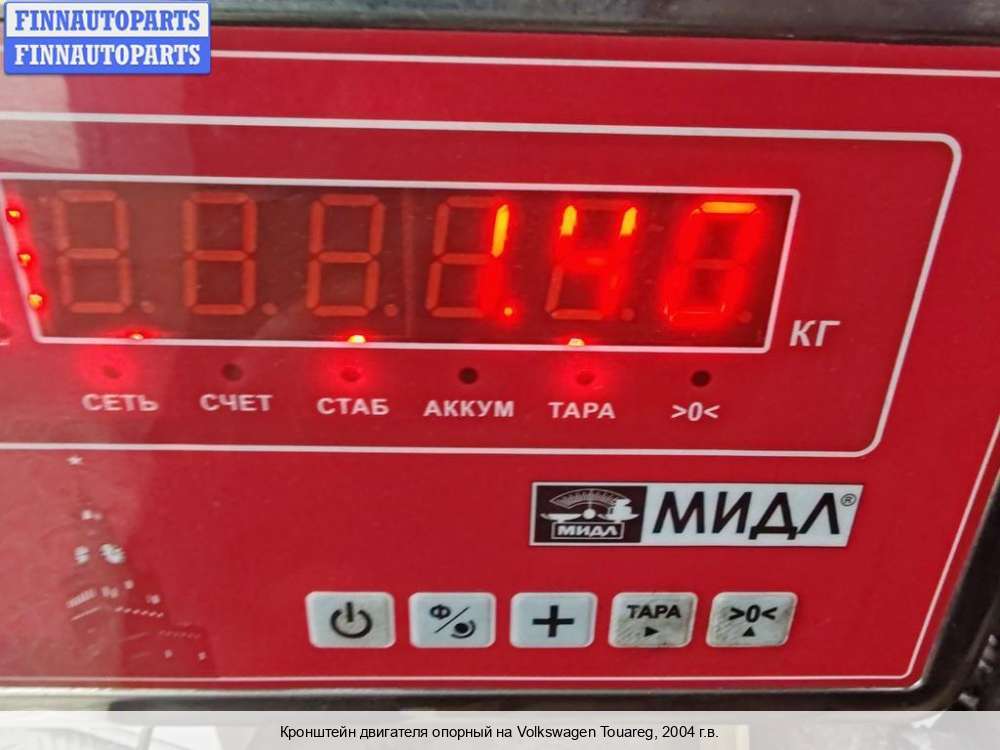 FINNAUTOPARTS
FINNAUTOPARTS
1.40
КГ
СЕТЬ СЧЕТ СТАБ АККУМ ТАРА >0<
МИДЛ МИДЛ®
Ф ТАРА >0<
Кронштейн двигателя опорный на Volkswagen Touareg, 2004 г.в.